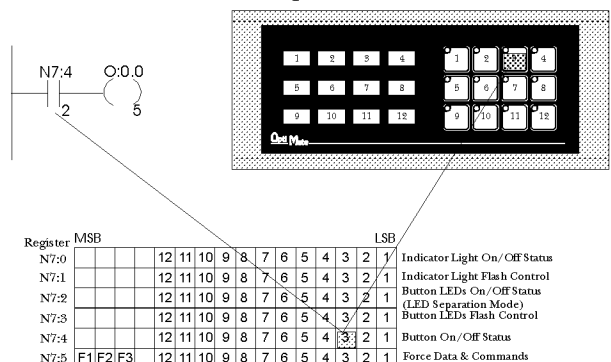 1 2 3 4 1 2 3 4
N7:4 O:0.0
5 6 7 8 5 6 7 8
2 5
9 10 11 12 9 10 11 12
Opti Mate
Register MSB LSB
N7:0 12 11 10 9 8 7 6 5 4 3 2 1 Indicator Light On/Off Status
N7:1 12 11 10 9 8 7 6 5 4 3 2 1 Indicator Light Flash Control
N7:2 12 11 10 9 8 7 6 5 4 3 2 1 Button LEDs On/Off Status
(LED Separation Mode)
N7:3 12 11 10 9 8 7 6 5 4 3 2 1 Button LEDs Flash Control
N7:4 12 11 10 9 8 7 6 5 4 3 2 1 Button On/Off Status
N7:5 F1 F2 F3 12 11 10 9 8 7 6 5 4 3 2 1 Force Data & Commands